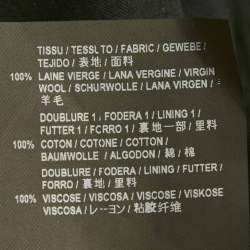 TISSU / TESSUTO / FABRIC / GEWEBE /
TEJIDO / 表地 / 面料
100% LAINE VIERGE / LANA VERGINE / VIRGIN
WOOL / SCHURWOLLE / LANA VIRGEN /
羊毛
DOUBLURE 1 / FODERA 1 / LINING 1 /
FUTTER 1 / FORRO 1 / 裏地一部 / 里料
100% COTON / COTONE / COTTON /
BAUMWOLLE / ALGODON / 綿 / 棉
DOUBLURE / FODERA / LINING / FUTTER /
FORRO / 裏地 / 里料
100% VISCOSE / VISCOSA / VISCOSE / VISKOSE
VISCOSA / レーヨン / 粘胶纤维